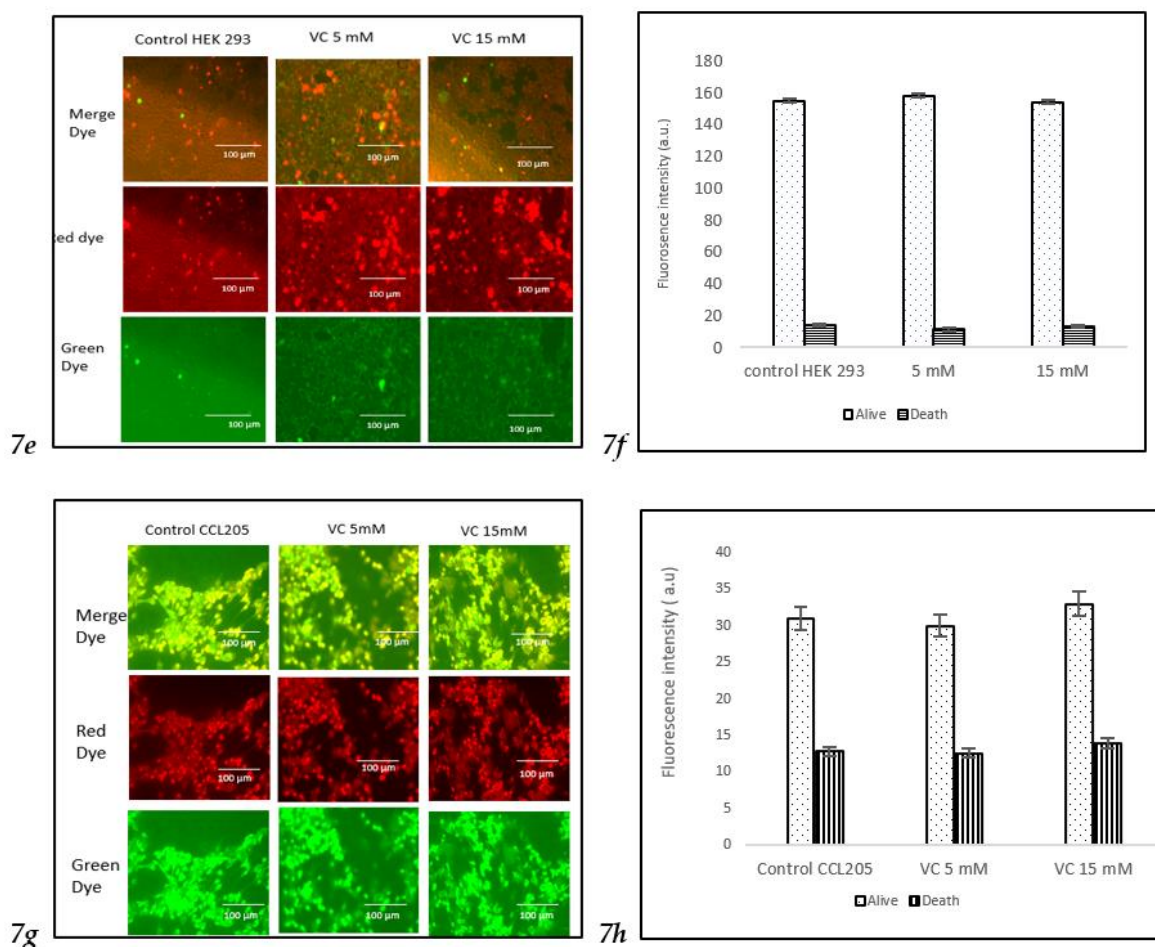 Control HEK 293 VC 5 mM VC 15 mM
Merge
Dye
100 µm 100 µm 100 µm
ed dye
100 µm 100 µm 100 µm
Green
Dye
100 µm 100 µm 100 µm
7e
Fluorosence intensity (a.u.)
180
160
140
120
100
80
60
40
20
0
control HEK 293 5 mM 15 mM
Alive Death
7f
Control CCL205 VC 5mM VC 15mM
Merge
Dye
100 µm 100 µm 100 µm
Red
Dye
100 µm 100 µm 100 µm
Green
Dye
100 µm 100 µm 100 µm
7g
Fluorescence intensity ( a.u)
40
35
30
25
20
15
10
5
0
Control CCL205 VC 5 mM VC 15 mM
Alive Death
7h